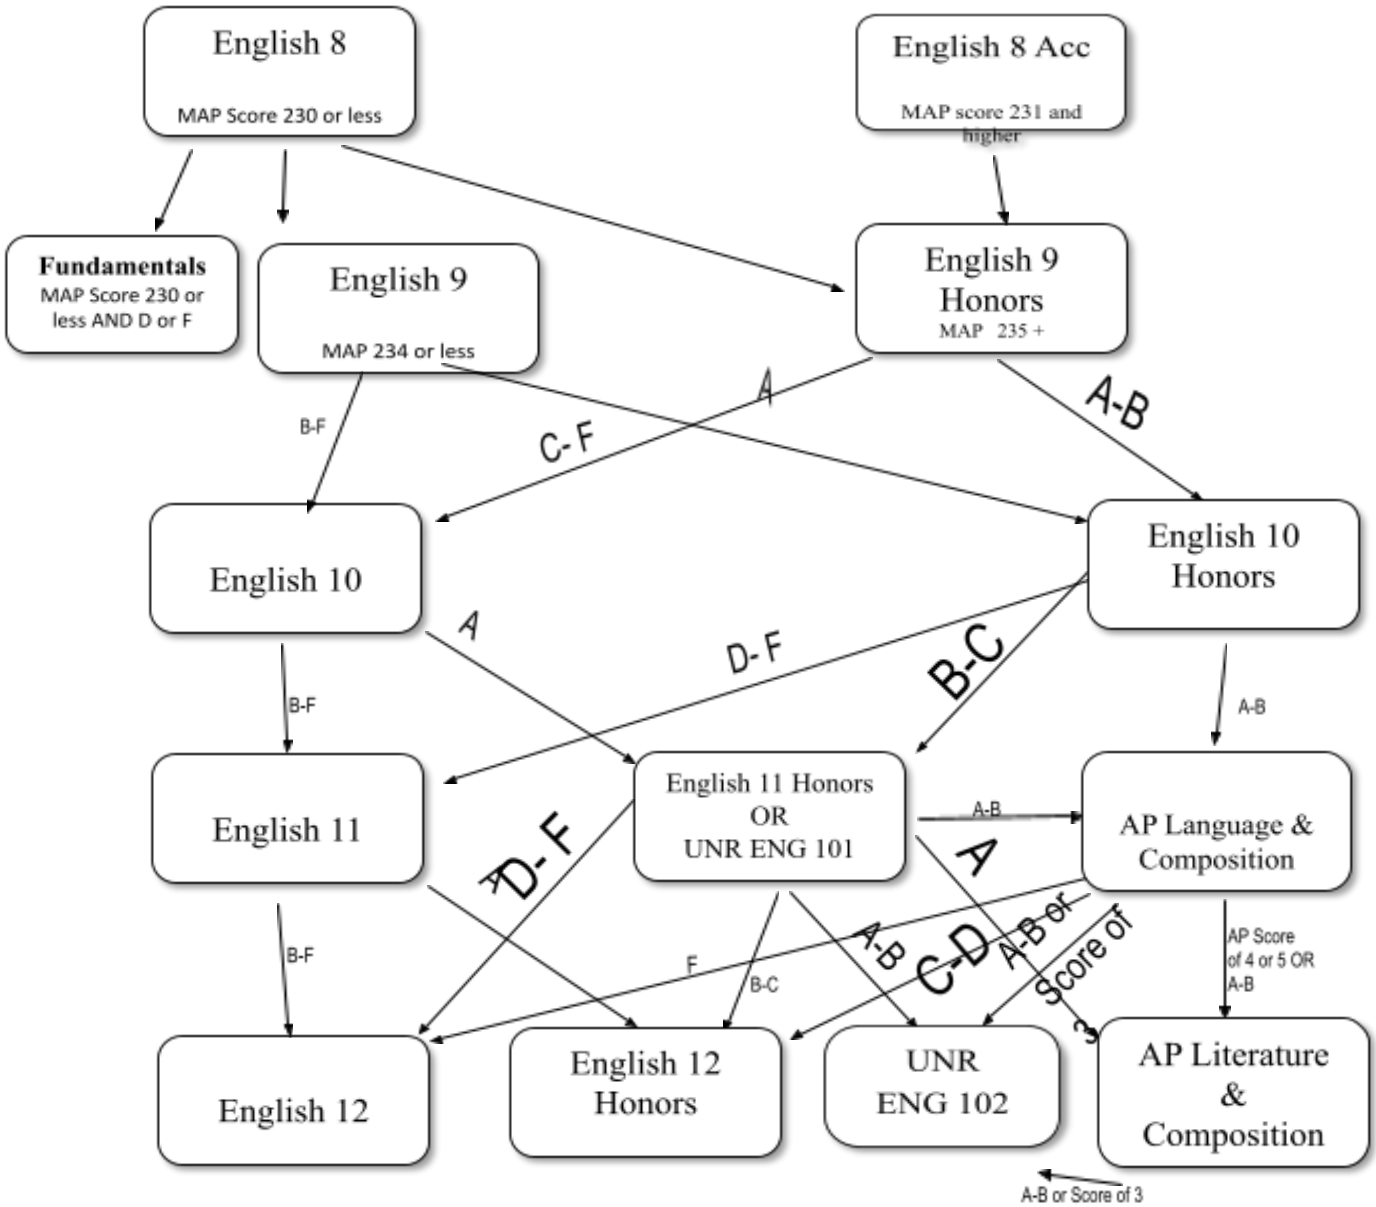 English 8
MAP Score 230 or less
English 8 Acc
MAP score 231 and
higher
Fundamentals
MAP Score 230 or
less AND D or F
English 9
MAP 234 or less
English 9
Honors
MAP 235 +
B-F
C- F
A
A-B
English 10
English 10
Honors
A
B-F
D- F
B-C
A-B
English 11
English 11 Honors
OR
UNR ENG 101
A-B
AP Language &
Composition
A
D- F
A
B-F
F
B-C
A-B
C-D
A-B or
Score of
3
AP Score
of 4 or 5 OR
A-B
English 12
English 12
Honors
UNR
ENG 102
AP Literature
&
Composition
A-B or Score of 3